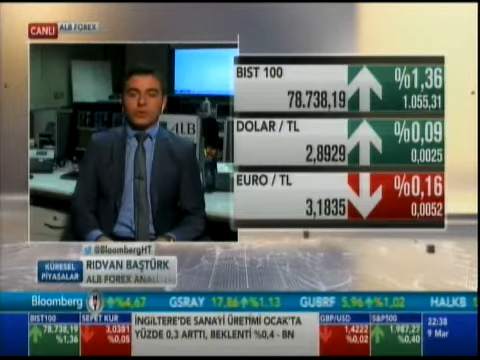 CANLI ALB FOREX
BIST 100
78.738,19
%1,36
1.055,31
DOLAR / TL
2,8929
%0,09
0,0025
EURO / TL
3,1835
%0,16
0,0052
ALB
@BloombergHT
KÜRESEL
PİYASALAR
RIDVAN BAŞTÜRK
ALB FOREX ANALİ
Bloomberg 4,67 GSRAY 17,86 1,13 GUBRF 5,96 1,02 HALKB
BIST100 SEPET KUR
78.738,19 3,0381
%1,36 %0,05
İNGİLTERE'DE SANAYİ ÜRETİMİ OCAK'TA
YÜZDE 0,3 ARTTI, BEKLENTİ %0,4 - BN
GBP/USD S&P500
1,4222 1.987,27
%0,02 %0,40
22:38
9 Mar